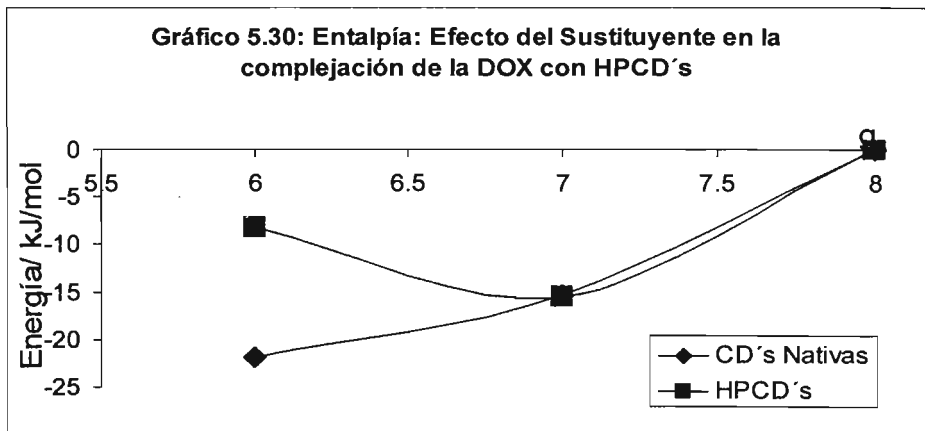 Gráfico 5.30: Entalpía: Efecto del Sustituyente en la
complejación de la DOX con HPCD´s
Energía/ kJ/mol
0
-5
-10
-15
-20
-25
5.5
6
6.5
7
7.5
8
CD´s Nativas
HPCD´s